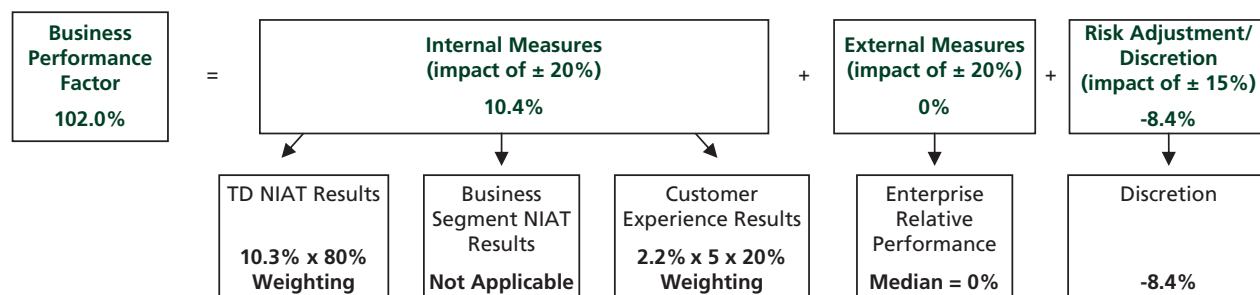 Business
Performance
Factor
102.0%
=
Internal Measures
(impact of ± 20%)
10.4%
+
External Measures
(impact of ± 20%)
0%
+
Risk Adjustment/
Discretion
(impact of ± 15%)
-8.4%
TD NIAT Results
10.3% x 80%
Weighting
Business
Segment NIAT
Results
Not Applicable
Customer
Experience Results
2.2% x 5 x 20%
Weighting
Enterprise
Relative
Performance
Median = 0%
Discretion
-8.4%